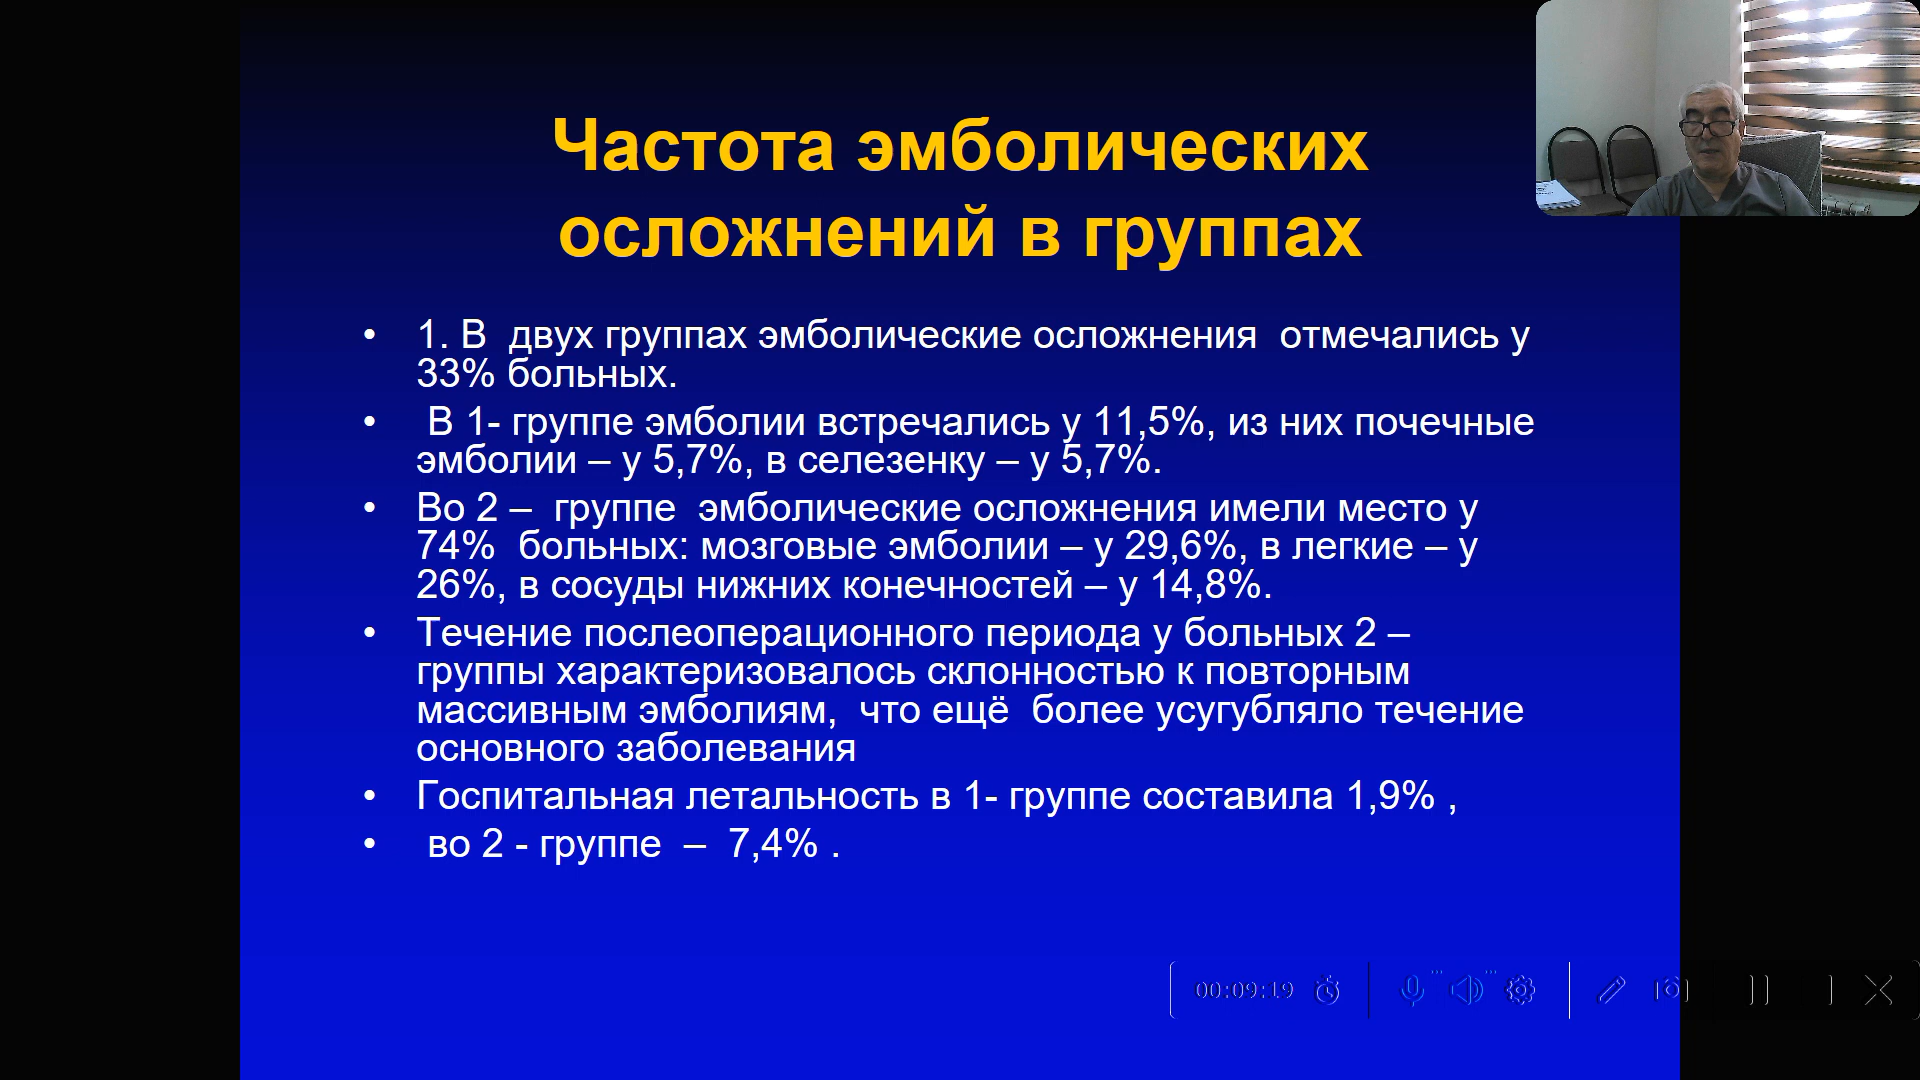 Частота эмболических
осложнений в группах
• 1. В двух группах эмболические осложнения отмечались у
33% больных.
• В 1- группе эмболии встречались у 11,5%, из них почечные
эмболии – у 5,7%, в селезенку – у 5,7%.
• Во 2 – группе эмболические осложнения имели место у
74% больных: мозговые эмболии – у 29,6%, в легкие – у
26%, в сосуды нижних конечностей – у 14,8%.
• Течение послеоперационного периода у больных 2 –
группы характеризовалось склонностью к повторным
массивным эмболиям, что ещё более усугубляло течение
основного заболевания
• Госпитальная летальность в 1- группе составила 1,9% ,
• во 2 - группе – 7,4% .
00:09:19